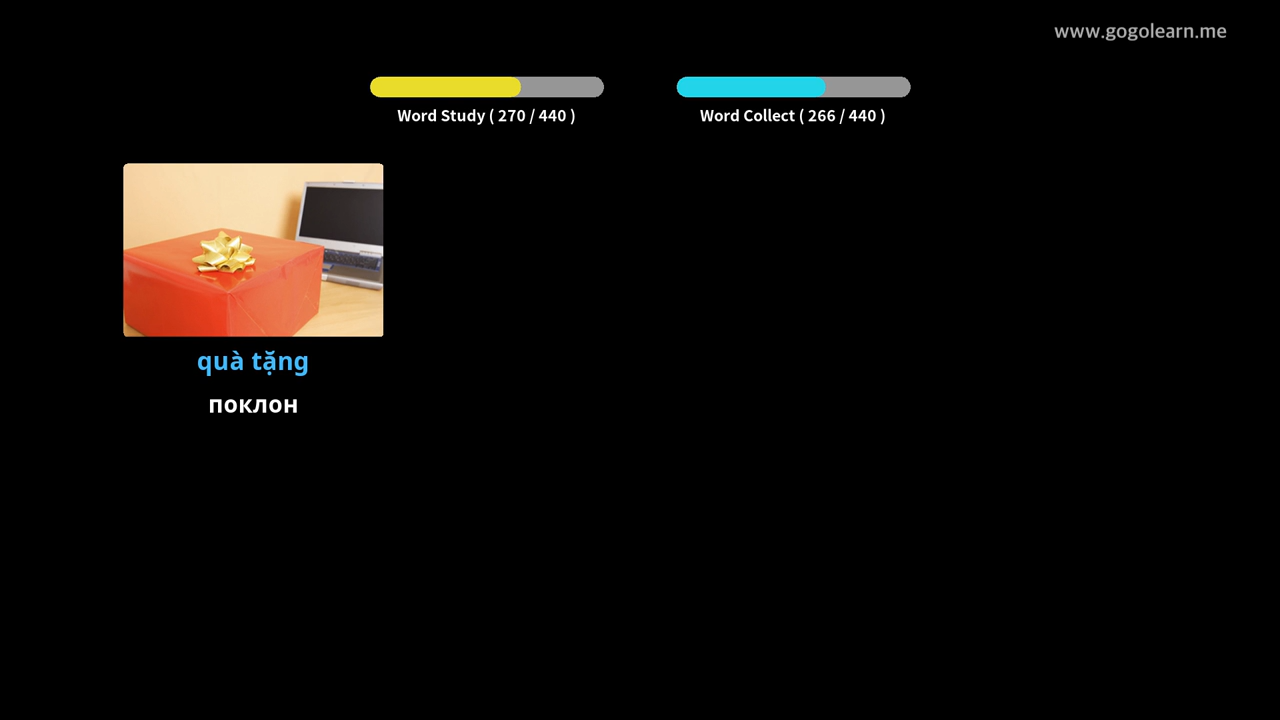 www.gogolearn.me
Word Study ( 270 / 440 )
Word Collect ( 266 / 440 )
quà tặng
поклон